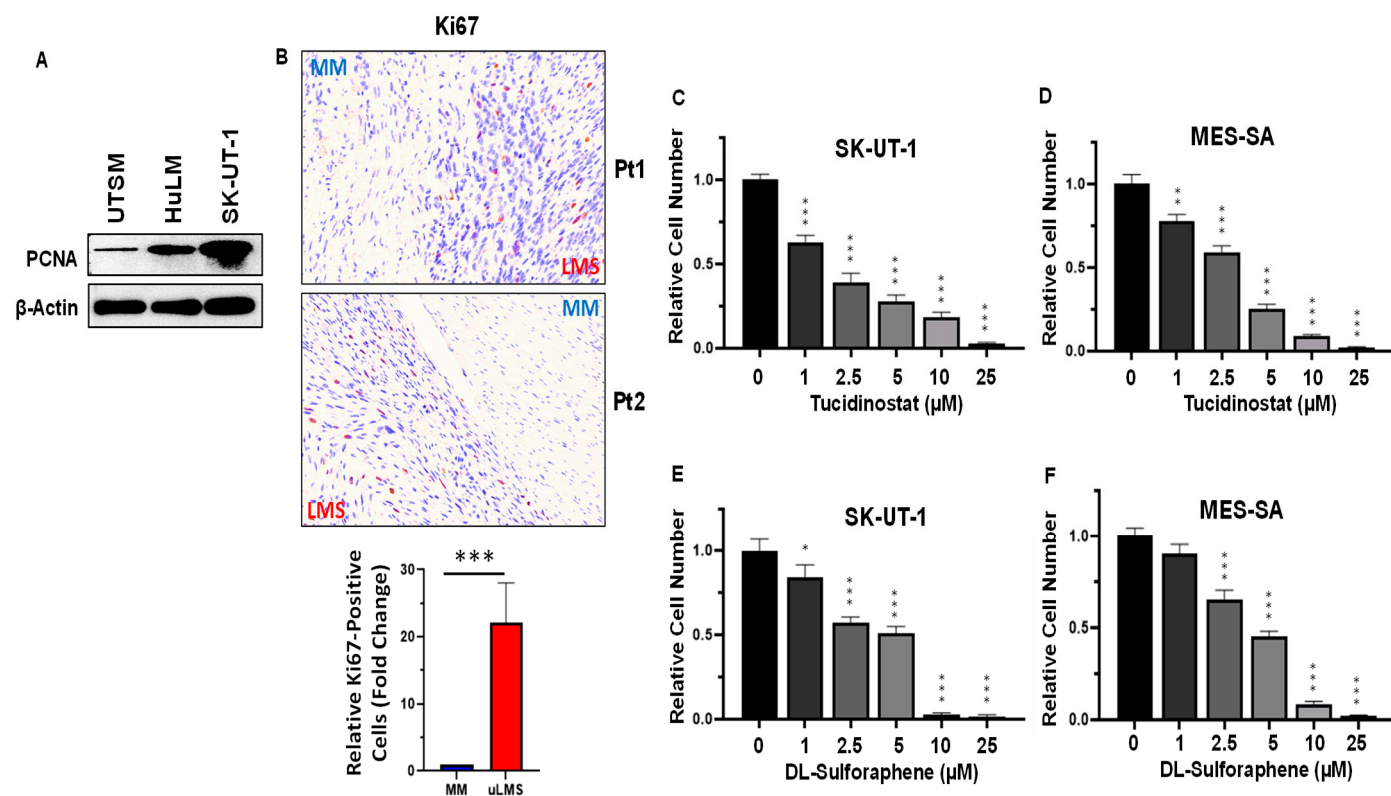 Ki67
A
B
UTSM
HuLM
SK-UT-1
PCNA
β-Actin
MM
LMS
Pt1
MM
LMS
Pt2
Relative Ki67-Positive
Cells (Fold Change)
30
20
10
0
***
MM uLMS
C
SK-UT-1
Relative Cell Number
1.0
0.5
0.0
***
***
***
***
***
0 1 2.5 5 10 25
Tucidinostat (µM)
D
MES-SA
Relative Cell Number
1.0
0.5
0.0
**
***
***
***
***
0 1 2.5 5 10 25
Tucidinostat (µM)
E
SK-UT-1
Relative Cell Number
1.0
0.5
0.0
*
***
***
***
***
0 1 2.5 5 10 25
DL-Sulforaphene (µM)
F
MES-SA
Relative Cell Number
1.0
0.5
0.0
***
***
***
***
0 1 2.5 5 10 25
DL-Sulforaphene (µM)